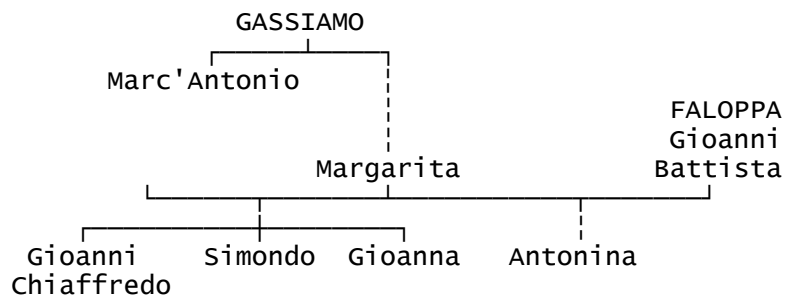 GASSIAMO
Marc'Antonio
FALOPPA
Gioanni
Margarita Battista
Gioanni Simondo Gioanna Antonina
Chiaffredo